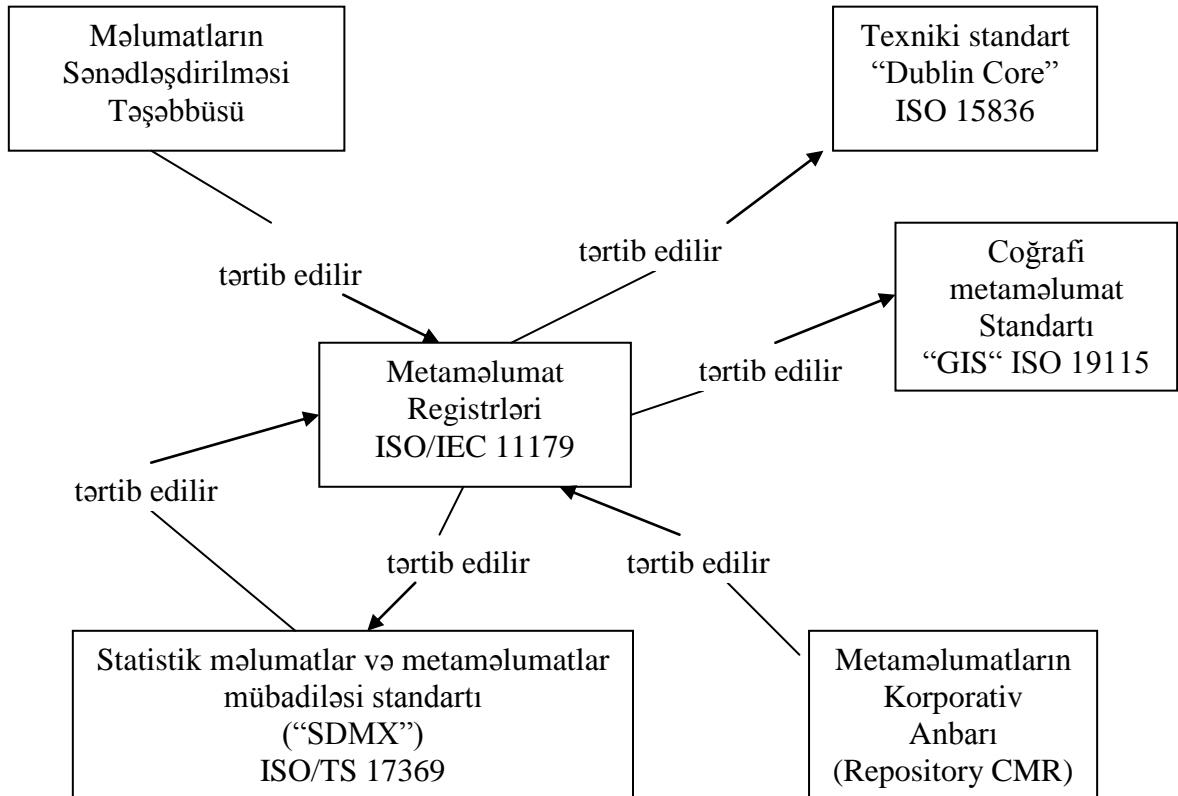 Məlumatların
Sənədləşdirilməsi
Təşəbbüsü
Texniki standart
“Dublin Core”
ISO 15836
tərtib edilir
tərtib edilir
Coğrafi
metaməlumat
Standartı
“GIS“ ISO 19115
Metaməlumat
Registrləri
ISO/IEC 11179
tərtib edilir
tərtib edilir
tərtib edilir
tərtib edilir
Statistik məlumatlar və metaməlumatlar
mübadiləsi standartı
(“SDMX”)
ISO/TS 17369
Metaməlumatların
Korporativ
Anbarı
(Repository CMR)